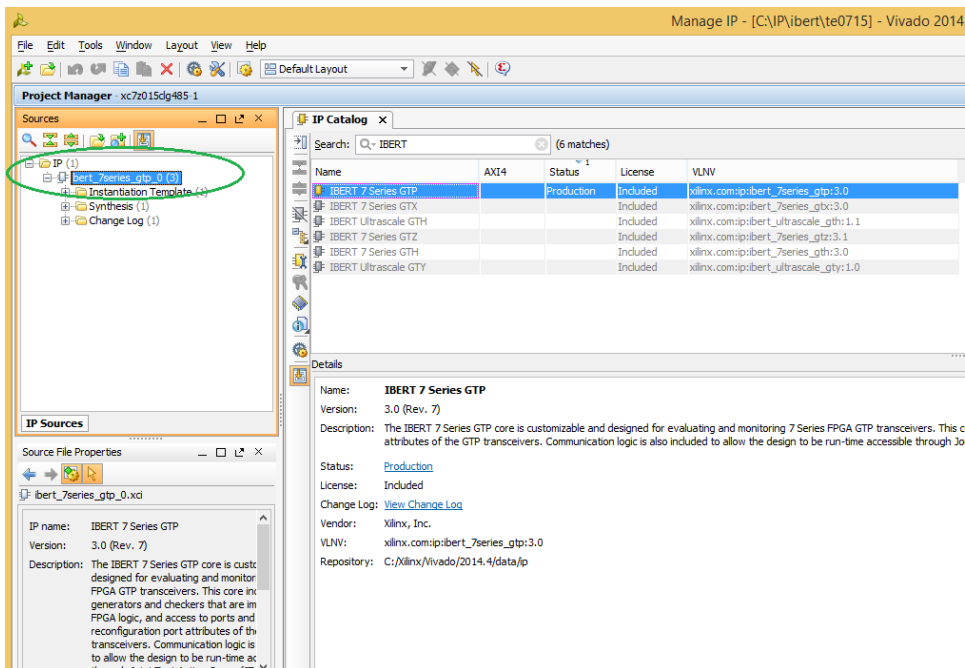 Manage IP - [C:\IP\ibert\te0715] - Vivado 2014
File Edit Tools Window Layout View Help
Default Layout
Project Manager - xc7z015clg485-1
Sources
IP (1)
bert_7series_gtp_0 (3)
Instantiation Template (1)
Synthesis (1)
Change Log (1)
IP Sources
Source File Properties
ibert_7series_gtp_0.xci
IP name: IBERT 7 Series GTP
Version: 3.0 (Rev. 7)
Description: The IBERT 7 Series GTP core is custo
designed for evaluating and monitor
FPGA GTP transceivers. This core inc
generators and checkers that are im
FPGA logic, and access to ports and
reconfiguration port attributes of the
transceivers. Communication logic is
to allow the design to be run-time ac
IP Catalog
Search: IBERT (6 matches)
1
Name AXI4 Status License VLNV
IBERT 7 Series GTP Production Included xilinx.com:ip:ibert_7series_gtp:3.0
IBERT 7 Series GTX Included xilinx.com:ip:ibert_7series_gtx:3.0
IBERT Ultrascale GTH Included xilinx.com:ip:ibert_ultrascale_gth:1.1
IBERT 7 Series GTZ Included xilinx.com:ip:ibert_7series_gtz:3.1
IBERT 7 Series GTH Included xilinx.com:ip:ibert_7series_gth:3.0
IBERT Ultrascale GTY Included xilinx.com:ip:ibert_ultrascale_gty:1.0
Details
Name: IBERT 7 Series GTP
Version: 3.0 (Rev. 7)
Description: The IBERT 7 Series GTP core is customizable and designed for evaluating and monitoring 7 Series FPGA GTP transceivers. This c
attributes of the GTP transceivers. Communication logic is also included to allow the design to be run-time accessible through Jo
Status: Production
License: Included
Change Log: View Change Log
Vendor: Xilinx, Inc.
VLNV: xilinx.com:ip:ibert_7series_gtp:3.0
Repository: C:/Xilinx/Vivado/2014.4/data/ip